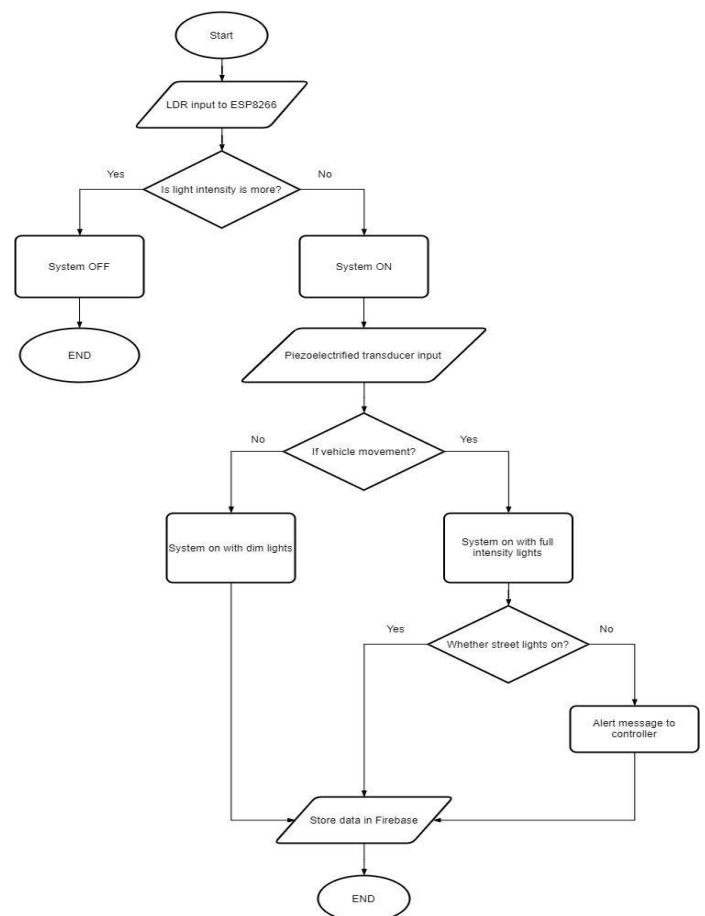 Start
LDR input to ESP8266
Yes
No
Is light intensity is more?
System OFF
System ON
END
Piezoelectrified transducer input
No
Yes
If vehicle movement?
System on with dim lights
System on with full
intensity lights
Yes
No
Whether street lights on?
Alert message to
controller
Store data in Firebase
END